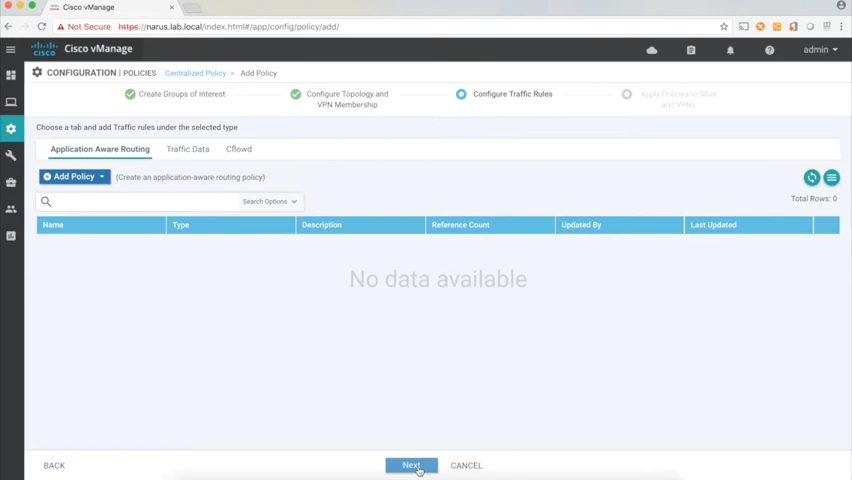 Cisco vManage
Not Secure https://narus.lab.local/index.html#/app/config/policy/add/
cisco Cisco vManage admin
CONFIGURATION | POLICIES Centralized Policy > Add Policy
Create Groups of Interest
Configure Topology and
VPN Membership
Configure Traffic Rules
Apply Policies to Sites
and VPNs
Choose a tab and add Traffic rules under the selected type
Application Aware Routing Traffic Data Cflowd
Add Policy (Create an application-aware routing policy)
Search Options
Total Rows: 0
Name Type Description Reference Count Updated By Last Updated
No data available
BACK Next CANCEL